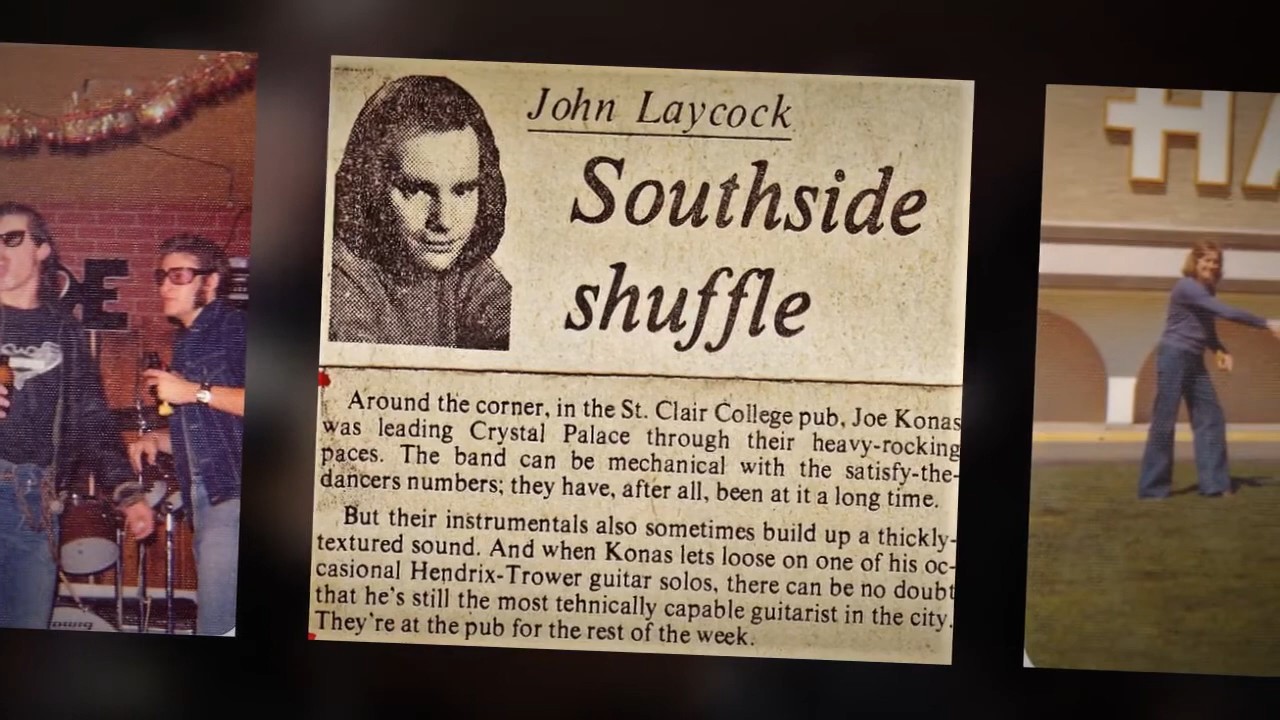 John Laycock
Southside
shuffle
Around the corner, in the St. Clair College pub, Joe Konas
was leading Crystal Palace through their heavy-rocking
paces. The band can be mechanical with the satisfy-the-
dancers numbers; they have, after all, been at it a long time.
But their instrumentals also sometimes build up a thickly-
textured sound. And when Konas lets loose on one of his oc-
casional Hendrix-Trower guitar solos, there can be no doubt
that he's still the most tehnically capable guitarist in the city.
They're at the pub for the rest of the week.